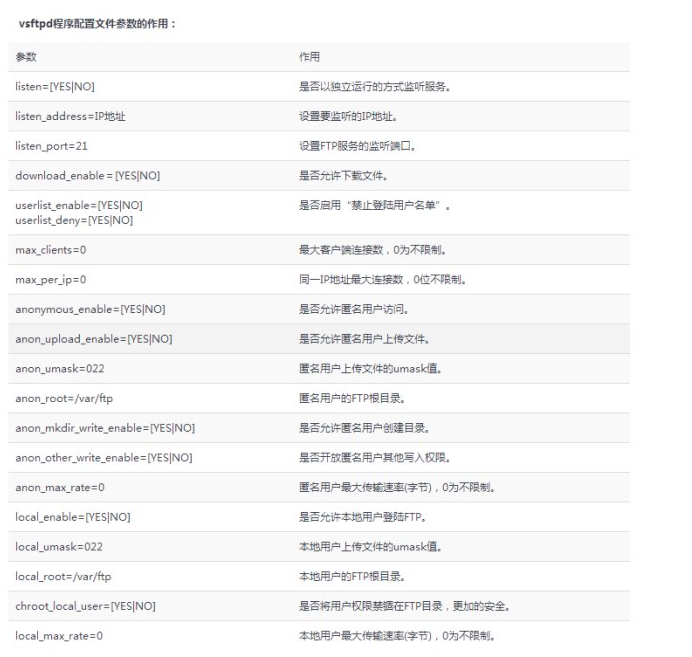 vsftpd程序配置文件参数的作用：
参数 作用
listen=[YES|NO] 是否以独立运行的方式监听服务。
listen_address=IP地址 设置要监听的IP地址。
listen_port=21 设置FTP服务的监听端口。
download_enable＝[YES|NO] 是否允许下载文件。
userlist_enable=[YES|NO] 是否启用“禁止登陆用户名单”。
userlist_deny=[YES|NO]
max_clients=0 最大客户端连接数，0为不限制。
max_per_ip=0 同一IP地址最大连接数，0位不限制。
anonymous_enable=[YES|NO] 是否允许匿名用户访问。
anon_upload_enable=[YES|NO] 是否允许匿名用户上传文件。
anon_umask=022 匿名用户上传文件的umask值。
anon_root=/var/ftp 匿名用户的FTP根目录。
anon_mkdir_write_enable=[YES|NO] 是否允许匿名用户创建目录。
anon_other_write_enable=[YES|NO] 是否开放匿名用户其他写入权限。
anon_max_rate=0 匿名用户最大传输速率(字节)，0为不限制。
local_enable=[YES|NO] 是否允许本地用户登陆FTP。
local_umask=022 本地用户上传文件的umask值。
local_root=/var/ftp 本地用户的FTP根目录。
chroot_local_user=[YES|NO] 是否将用户权限禁锢在FTP目录，更加的安全。
local_max_rate=0 本地用户最大传输速率(字节)，0为不限制。